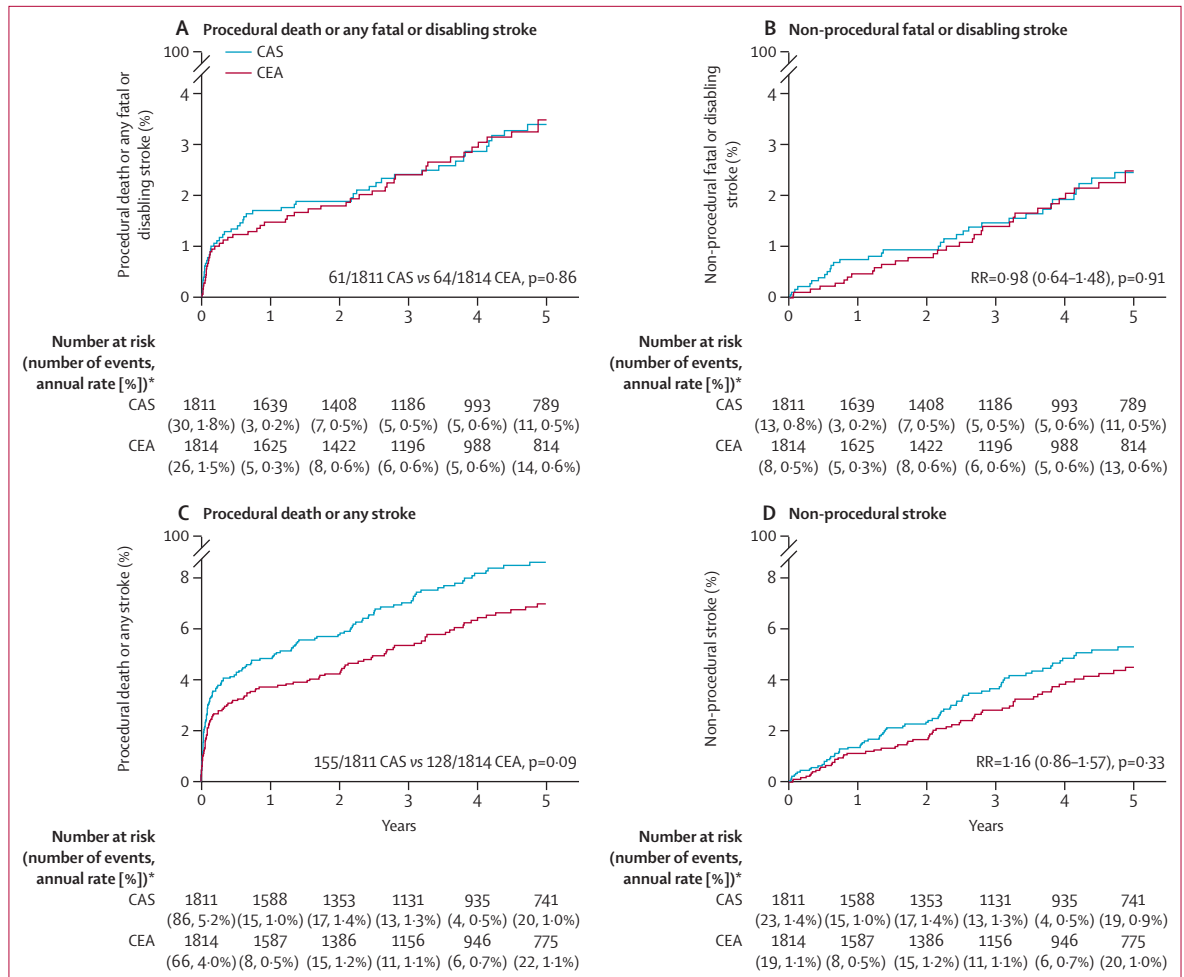 A Procedural death or any fatal or disabling stroke
CAS
CEA
Procedural death or any fatal or
disabling stroke (%)
100
4
3
2
1
0
61/1811 CAS vs 64/1814 CEA, p=0·86
0 1 2 3 4 5
Number at risk
(number of events,
annual rate [%])*
CAS 1811 1639 1408 1186 993 789
(30, 1·8%) (3, 0·2%) (7, 0·5%) (5, 0·5%) (5, 0·6%) (11, 0·5%)
CEA 1814 1625 1422 1196 988 814
(26, 1·5%) (5, 0·3%) (8, 0·6%) (6, 0·6%) (5, 0·6%) (14, 0·6%)
B Non-procedural fatal or disabling stroke
Non-procedural fatal or disabling
stroke (%)
100
4
3
2
1
0
RR=0·98 (0·64–1·48), p=0·91
0 1 2 3 4 5
Number at risk
(number of events,
annual rate [%])*
CAS 1811 1639 1408 1186 993 789
(13, 0·8%) (3, 0·2%) (7, 0·5%) (5, 0·5%) (5, 0·6%) (11, 0·5%)
CEA 1814 1625 1422 1196 988 814
(8, 0·5%) (5, 0·3%) (8, 0·6%) (6, 0·6%) (5, 0·6%) (13, 0·6%)
C Procedural death or any stroke
Procedural death or any stroke (%)
100
8
6
4
2
0
155/1811 CAS vs 128/1814 CEA, p=0·09
0 1 2 3 4 5
Years
Number at risk
(number of events,
annual rate [%])*
CAS 1811 1588 1353 1131 935 741
(86, 5·2%) (15, 1·0%) (17, 1·4%) (13, 1·3%) (4, 0·5%) (20, 1·0%)
CEA 1814 1587 1386 1156 946 775
(66, 4·0%) (8, 0·5%) (15, 1·2%) (11, 1·1%) (6, 0·7%) (22, 1·1%)
D Non-procedural stroke
Non-procedural stroke (%)
100
8
6
4
2
0
RR=1·16 (0·86–1·57), p=0·33
0 1 2 3 4 5
Years
Number at risk
(number of events,
annual rate [%])*
CAS 1811 1588 1353 1131 935 741
(23, 1·4%) (15, 1·0%) (17, 1·4%) (13, 1·3%) (4, 0·5%) (19, 0·9%)
CEA 1814 1587 1386 1156 946 775
(19, 1·1%) (8, 0·5%) (15, 1·2%) (11, 1·1%) (6, 0·7%) (20, 1·0%)